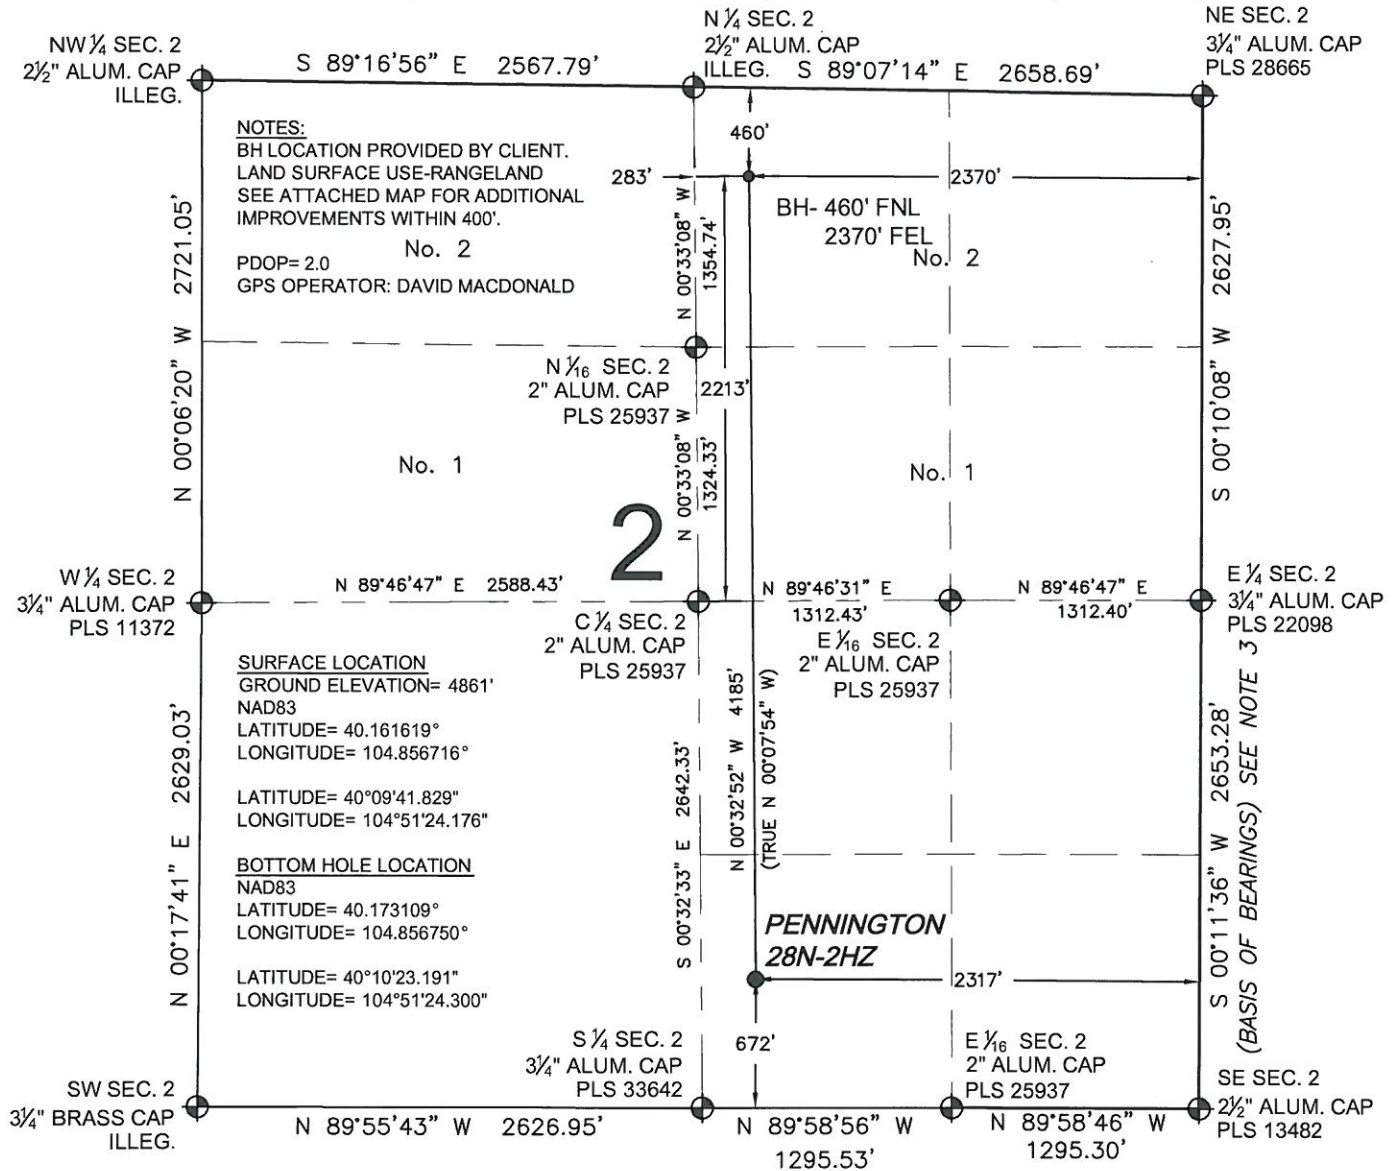 NW ¼ SEC. 2
2½" ALUM. CAP
ILLEG.
S 89°16'56" E 2567.79'
N ¼ SEC. 2
2½" ALUM. CAP
ILLEG.
S 89°07'14" E 2658.69'
NE SEC. 2
3¼" ALUM. CAP
PLS 28665
NOTES:
BH LOCATION PROVIDED BY CLIENT.
LAND SURFACE USE-RANGELAND
SEE ATTACHED MAP FOR ADDITIONAL
IMPROVEMENTS WITHIN 400'.
No. 2
PDOP= 2.0
GPS OPERATOR: DAVID MACDONALD
460'
283'
2370'
BH- 460' FNL
2370' FEL
No. 2
N 00°33'08" W
1354.74'
N 00°06'20" W 2721.05'
S 00°10'08" W 2627.95'
N 1⁄16 SEC. 2
2" ALUM. CAP
PLS 25937
2213'
N 00°33'08" W
1324.33'
No. 1
No. 1
2
W ¼ SEC. 2
3¼" ALUM. CAP
PLS 11372
N 89°46'47" E 2588.43'
C ¼ SEC. 2
2" ALUM. CAP
PLS 25937
N 89°46'31" E
1312.43'
E 1⁄16 SEC. 2
2" ALUM. CAP
PLS 25937
N 89°46'47" E
1312.40'
E ¼ SEC. 2
3¼" ALUM. CAP
PLS 22098
SURFACE LOCATION
GROUND ELEVATION= 4861'
NAD83
LATITUDE= 40.161619°
LONGITUDE= 104.856716°
LATITUDE= 40°09'41.829"
LONGITUDE= 104°51'24.176"
BOTTOM HOLE LOCATION
NAD83
LATITUDE= 40.173109°
LONGITUDE= 104.856750°
LATITUDE= 40°10'23.191"
LONGITUDE= 104°51'24.300"
N 00°17'41" E 2629.03'
S 00°32'33" E 2642.33'
N 00°32'52" W 4185'
(TRUE N 00°07'54" W)
S 00°11'36" W 2653.28'
(BASIS OF BEARINGS) SEE NOTE 3
PENNINGTON
28N-2HZ
2317'
672'
S ¼ SEC. 2
3¼" ALUM. CAP
PLS 33642
E 1⁄16 SEC. 2
2" ALUM. CAP
PLS 25937
SW SEC. 2
3¼" BRASS CAP
ILLEG.
N 89°55'43" W 2626.95'
N 89°58'56" W
1295.53'
N 89°58'46" W
1295.30'
SE SEC. 2
2½" ALUM. CAP
PLS 13482